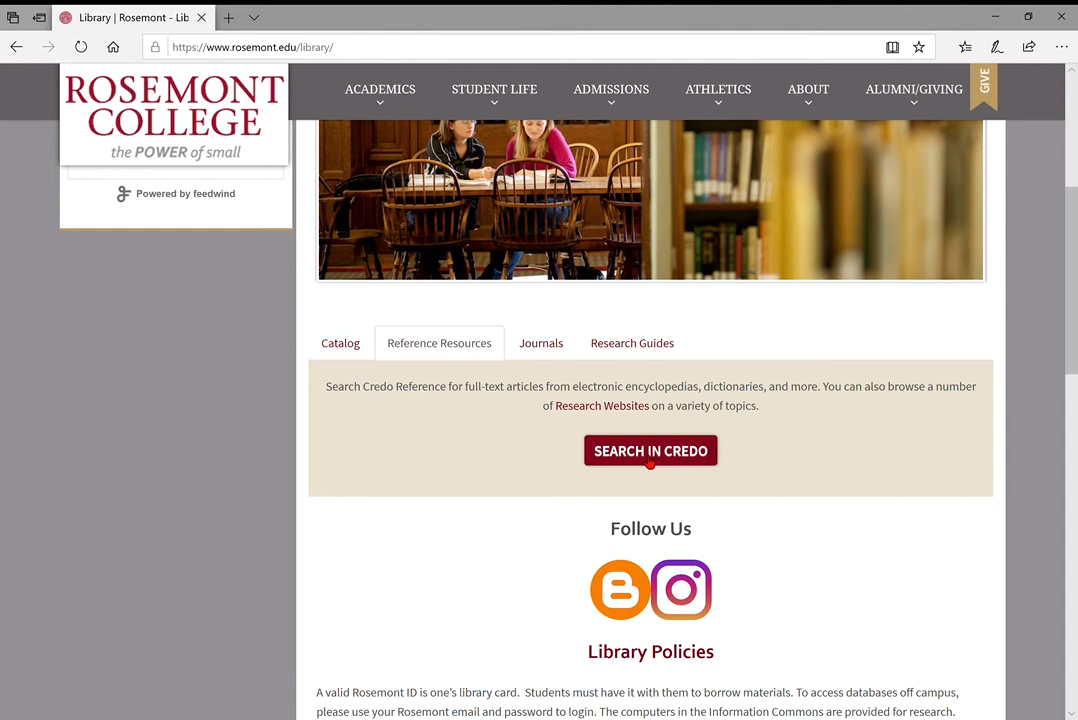 Library | Rosemont - Lib
https://www.rosemont.edu/library/
ROSEMONT
COLLEGE
the POWER of small
ACADEMICS
STUDENT LIFE
ADMISSIONS
ATHLETICS
ABOUT
ALUMNI/GIVING
GIVE
Powered by feedwind
Catalog
Reference Resources
Journals
Research Guides
Search Credo Reference for full-text articles from electronic encyclopedias, dictionaries, and more. You can also browse a number
of Research Websites on a variety of topics.
SEARCH IN CREDO
Follow Us
Library Policies
A valid Rosemont ID is one's library card. Students must have it with them to borrow materials. To access databases off campus,
please use your Rosemont email and password to login. The computers in the Information Commons are provided for research.